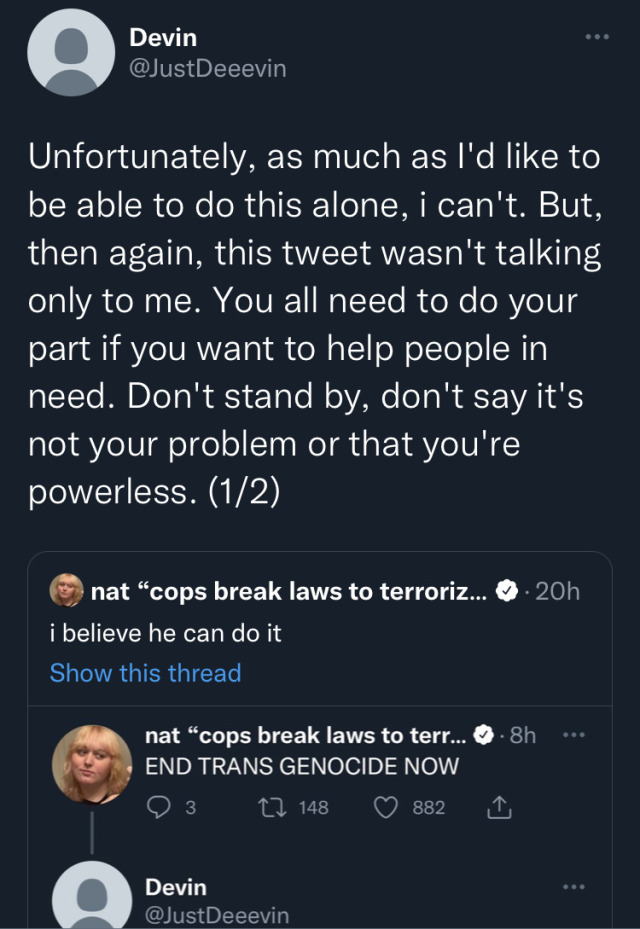 Devin
@JustDeeevin
Unfortunately, as much as I'd like to
be able to do this alone, i can't. But,
then again, this tweet wasn't talking
only to me. You all need to do your
part if you want to help people in
need. Don't stand by, don't say it's
not your problem or that you're
powerless. (1/2)
nat “cops break laws to terroriz... · 20h
i believe he can do it
Show this thread
nat “cops break laws to terr... · 8h
END TRANS GENOCIDE NOW
3 148 882
Devin
@JustDeeevin